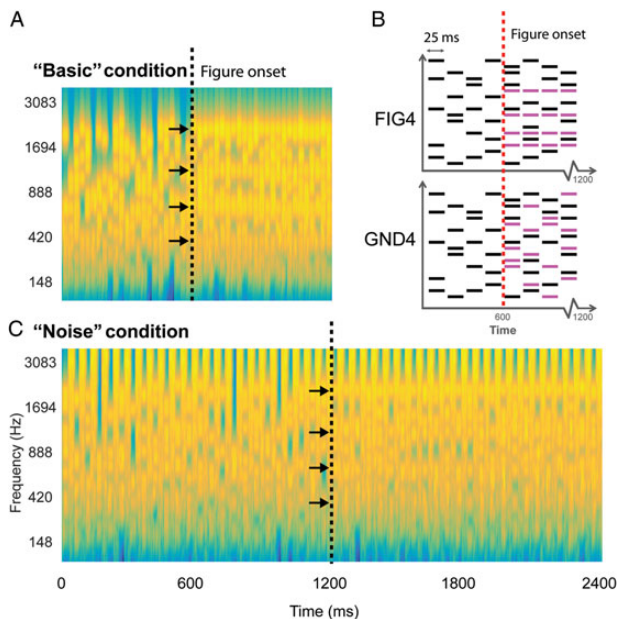 A
"Basic" condition
Figure onset
3083
1694
888
420
148
B
25 ms
Figure onset
FIG4
1200
GND4
600
1200
Time
C
"Noise" condition
3083
1694
888
420
148
Frequency (Hz)
0 600 1200 1800 2400
Time (ms)